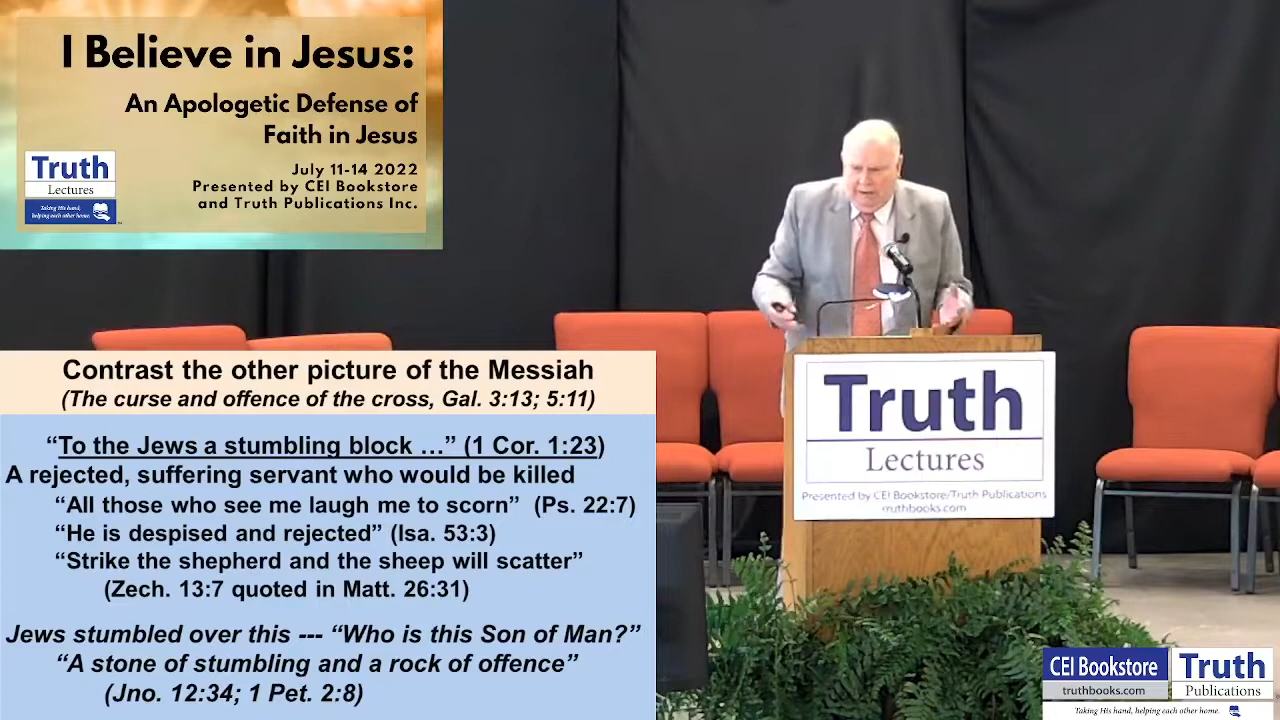 I Believe in Jesus:
An Apologetic Defense of
Faith in Jesus
July 11-14 2022
Presented by CEI Bookstore
and Truth Publications Inc.
Truth
Lectures
Taking His hand,
helping each other home.
Contrast the other picture of the Messiah
(The curse and offence of the cross, Gal. 3:13; 5:11)
“To the Jews a stumbling block …” (1 Cor. 1:23)
A rejected, suffering servant who would be killed
“All those who see me laugh me to scorn” (Ps. 22:7)
“He is despised and rejected” (Isa. 53:3)
“Strike the shepherd and the sheep will scatter”
(Zech. 13:7 quoted in Matt. 26:31)
Jews stumbled over this --- “Who is this Son of Man?”
“A stone of stumbling and a rock of offence”
(Jno. 12:34; 1 Pet. 2:8)
Truth
Lectures
Presented by CEI Bookstore/Truth Publications
truthbooks.com
CEI Bookstore
truthbooks.com
Truth
Publications
Taking His hand, helping each other home.